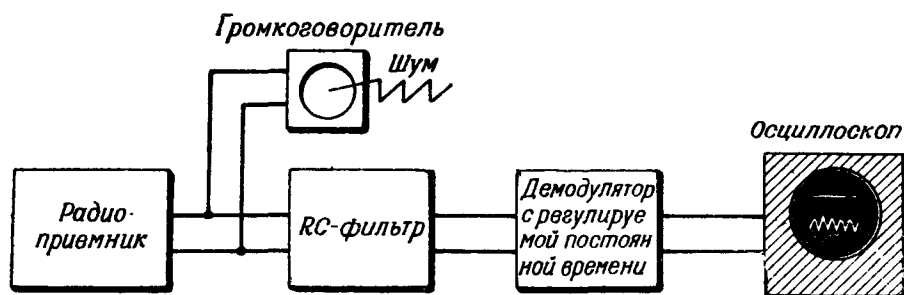 Громкоговоритель
Шум
Осциллоскоп
Радио-
приемник
RC-фильтр
Демодулятор
с регулируе
мой постоян
ной времени